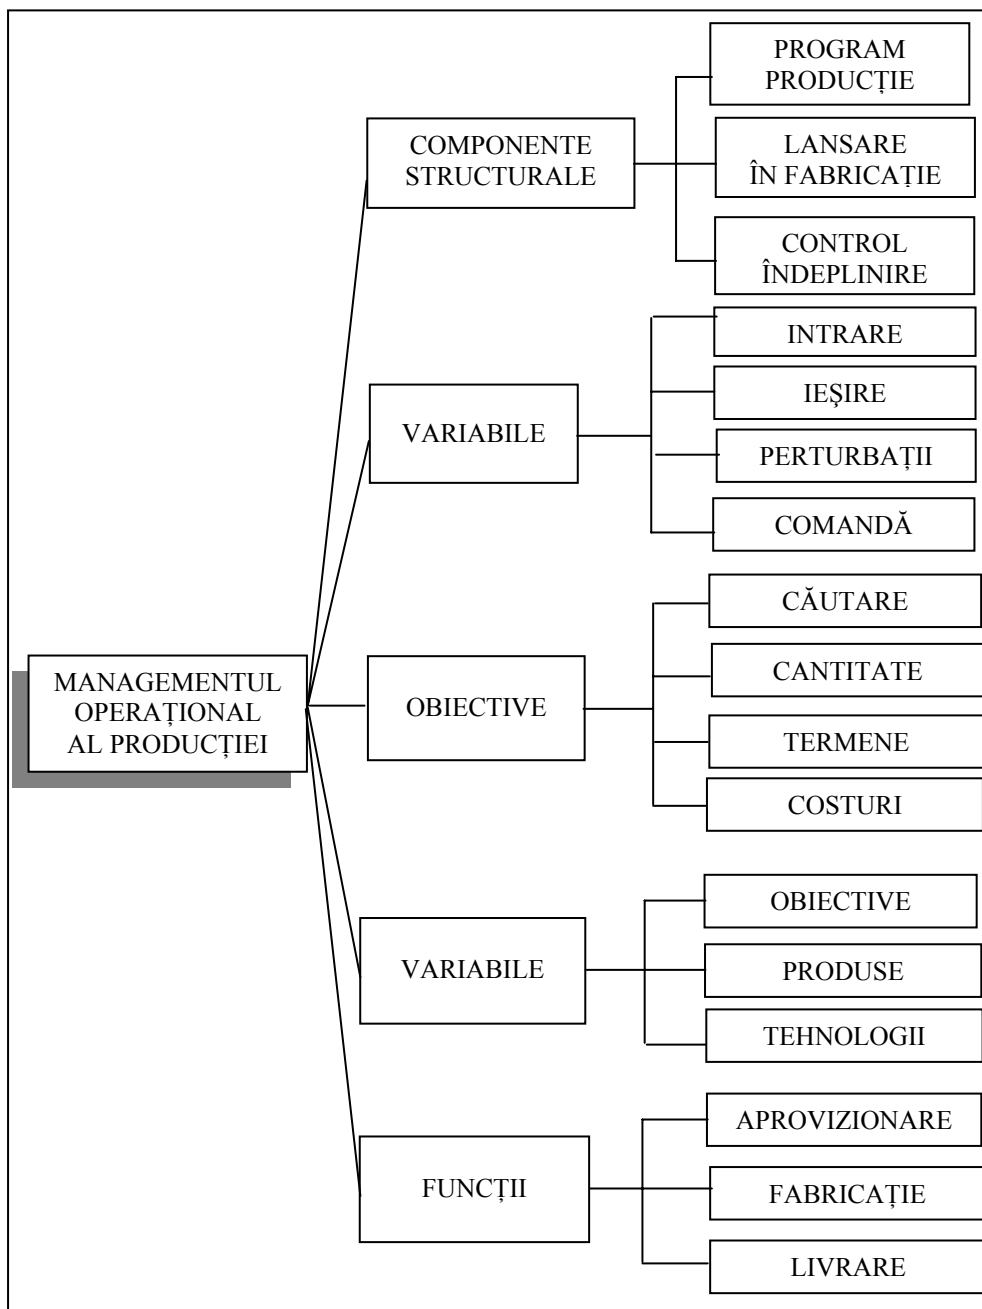 PROGRAM
PRODUCȚIE
COMPONENTE
STRUCTURALE
LANSARE
ÎN FABRICAȚIE
CONTROL
ÎNDEPLINIRE
VARIABILE
INTRARE
IEŞIRE
PERTURBAȚII
COMANDĂ
MANAGEMENTUL
OPERAȚIONAL
AL PRODUCȚIEI
OBIECTIVE
CĂUTARE
CANTITATE
TERMENE
COSTURI
VARIABILE
OBIECTIVE
PRODUSE
TEHNOLOGII
FUNCȚII
APROVIZIONARE
FABRICAȚIE
LIVRARE